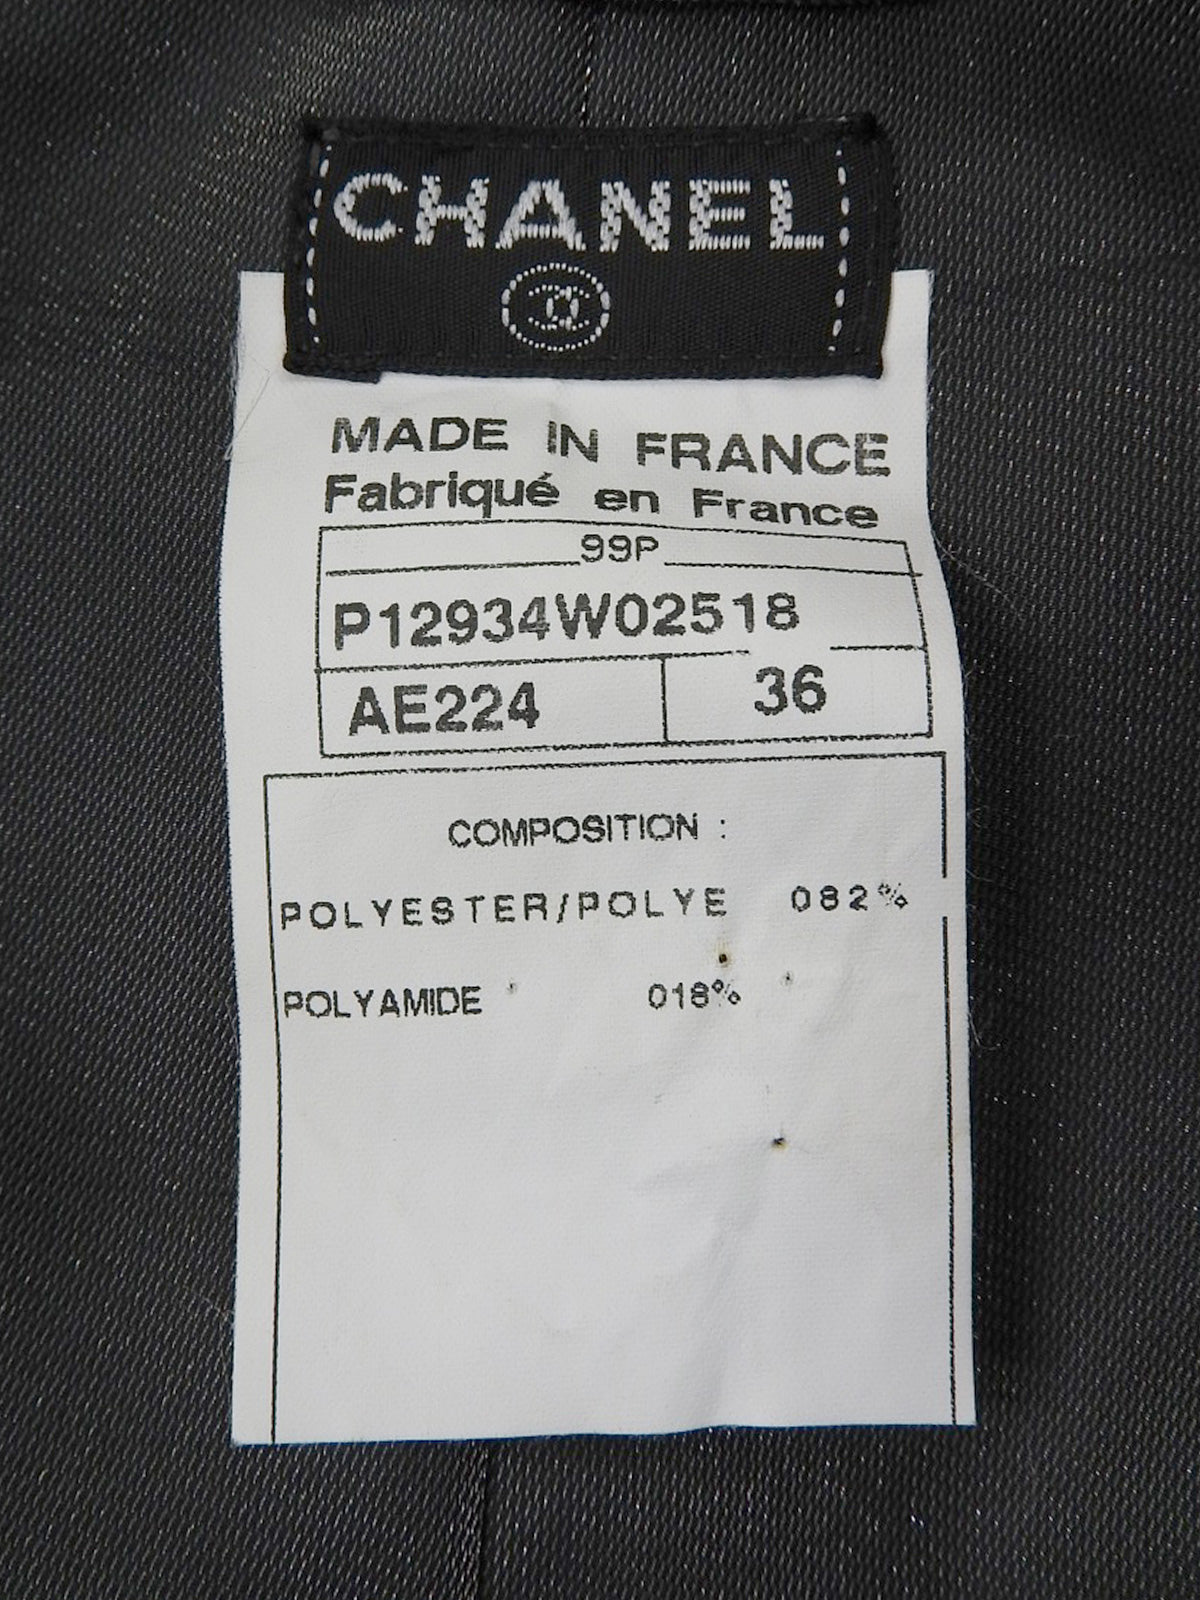 CHANEL
MADE IN FRANCE
Fabriqué en France
99P
P12934W02518
AE224 36
COMPOSITION :
POLYESTER/POLYE 082%
POLYAMIDE 018%